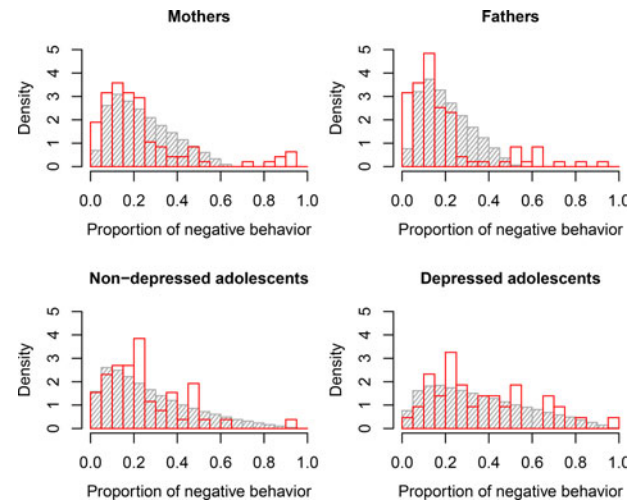 Mothers
Fathers
Density
0 1 2 3 4 5
0.0 0.2 0.4 0.6 0.8 1.0
Proportion of negative behavior
Density
0 1 2 3 4 5
0.0 0.2 0.4 0.6 0.8 1.0
Proportion of negative behavior
Non−depressed adolescents
Depressed adolescents
Density
0 1 2 3 4 5
0.0 0.2 0.4 0.6 0.8 1.0
Proportion of negative behavior
Density
0 1 2 3 4 5
0.0 0.2 0.4 0.6 0.8 1.0
Proportion of negative behavior